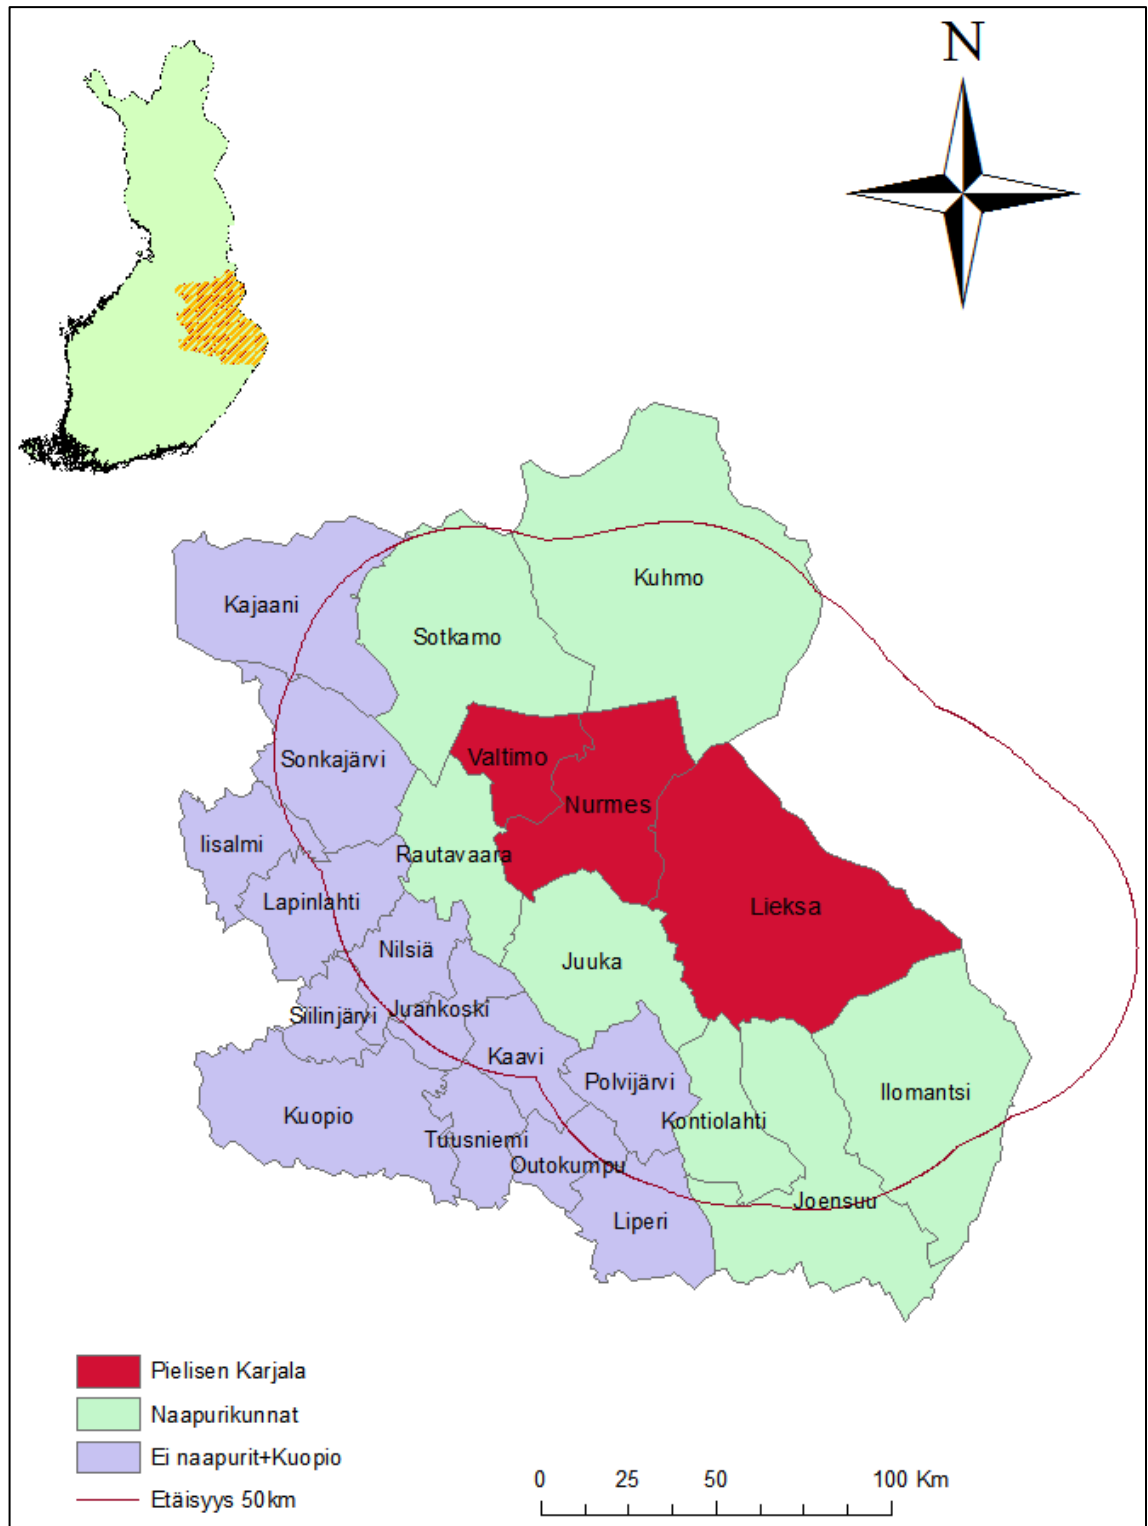 N
Kuhmo
Kajaani
Sotkamo
Sonkajärvi
Valtimo
Nurmes
Iisalmi
Rautavaara
Lapinlahti
Lieksa
Nilsiä
Juuka
Siilinjärvi
Juankoski
Kaavi
Polvijärvi
Ilomantsi
Kuopio
Kontiolahti
Tuusniemi
Outokumpu
Joensuu
Liperi
Pielisen Karjala
Naapurikunnat
Ei naapurit+Kuopio
Etäisyys 50km
0 25 50 100 Km